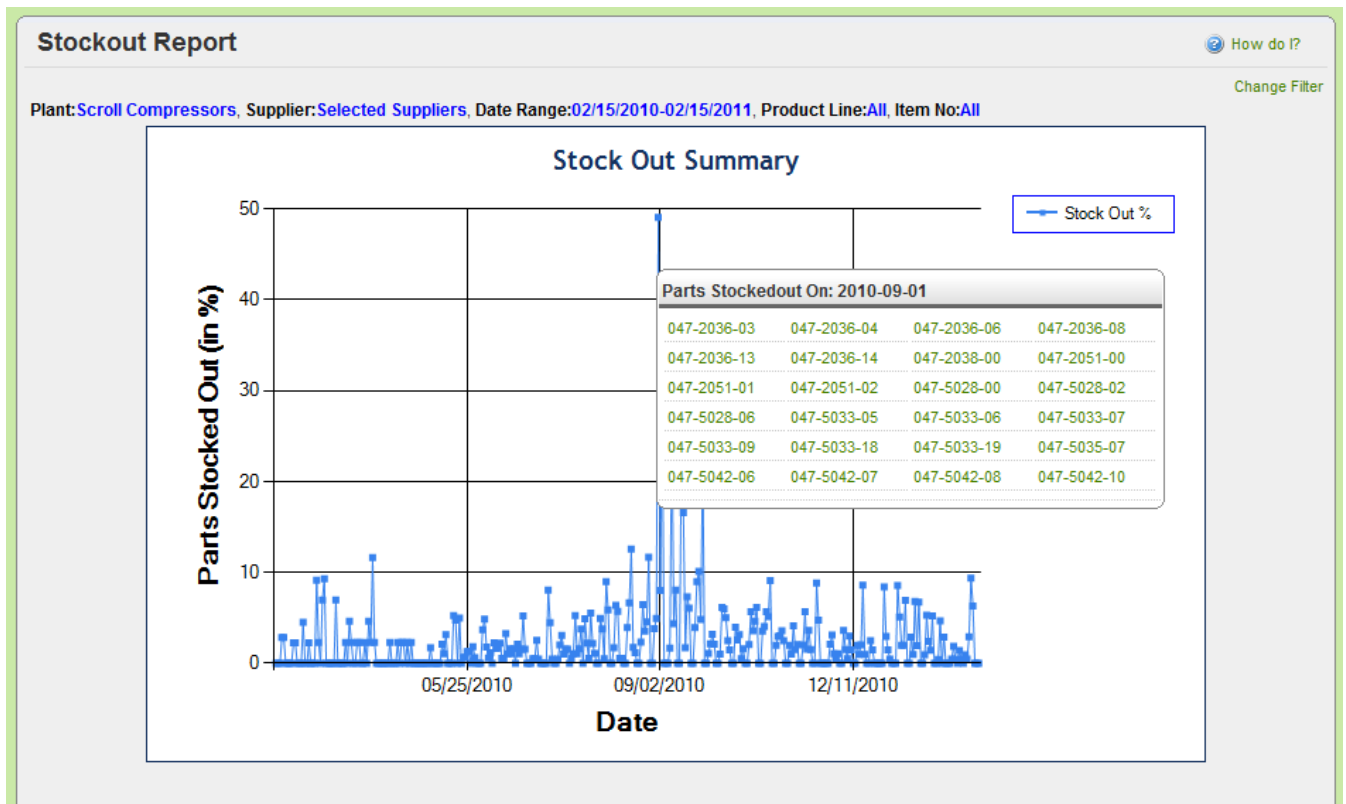 Stockout Report
How do I?
Change Filter
Plant:Scroll Compressors, Supplier:Selected Suppliers, Date Range:02/15/2010-02/15/2011, Product Line:All, Item No:All
Stock Out Summary
Stock Out %
Parts Stocked Out (in %)
50
40
30
20
10
0
Parts Stockedout On: 2010-09-01
047-2036-03 047-2036-04 047-2036-06 047-2036-08
047-2036-13 047-2036-14 047-2038-00 047-2051-00
047-2051-01 047-2051-02 047-5028-00 047-5028-02
047-5028-06 047-5033-05 047-5033-06 047-5033-07
047-5033-09 047-5033-18 047-5033-19 047-5035-07
047-5042-06 047-5042-07 047-5042-08 047-5042-10
05/25/2010 09/02/2010 12/11/2010
Date